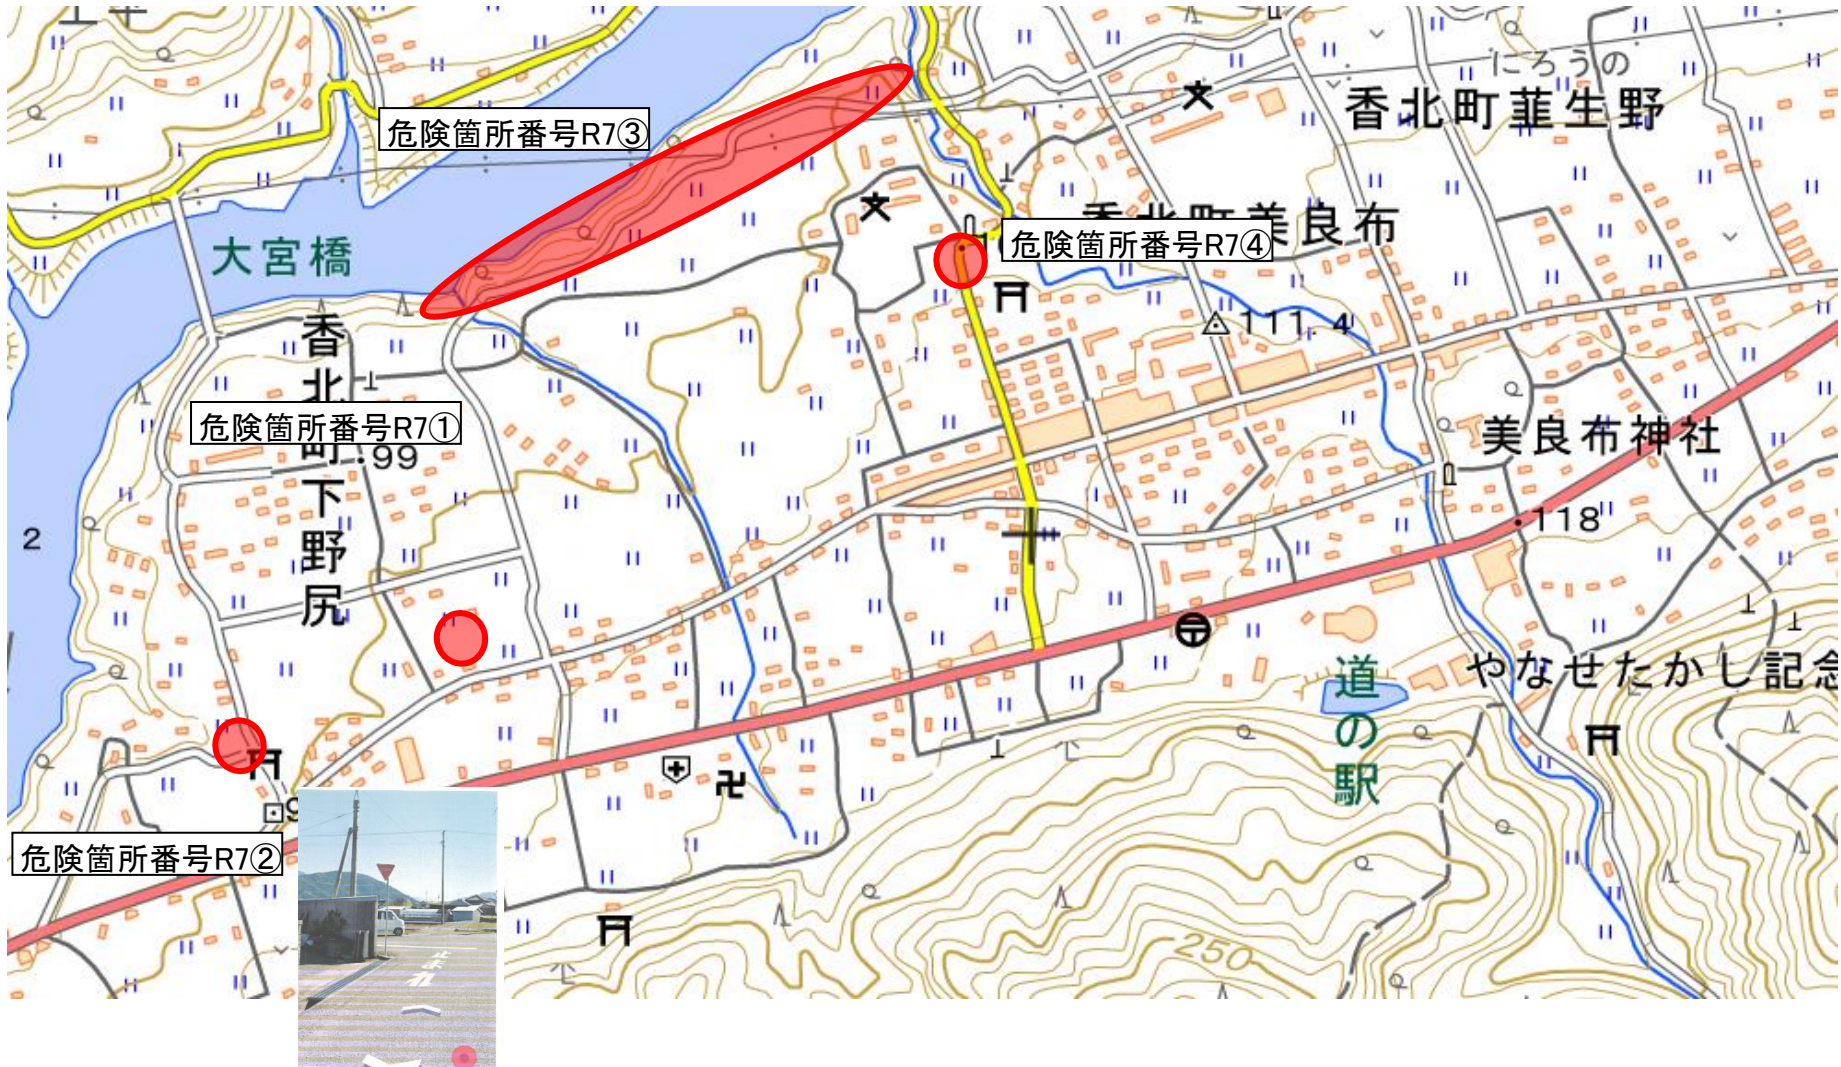 にろうの
香北町韮生野
危険箇所番号R7③
香北町美良布
危険箇所番号R7④
大宮橋
111.4
香北町下野尻
危険箇所番号R7①
.99
美良布神社
118
2
道の駅
やなせたかし記念
危険箇所番号R7②
9
止まれ
250